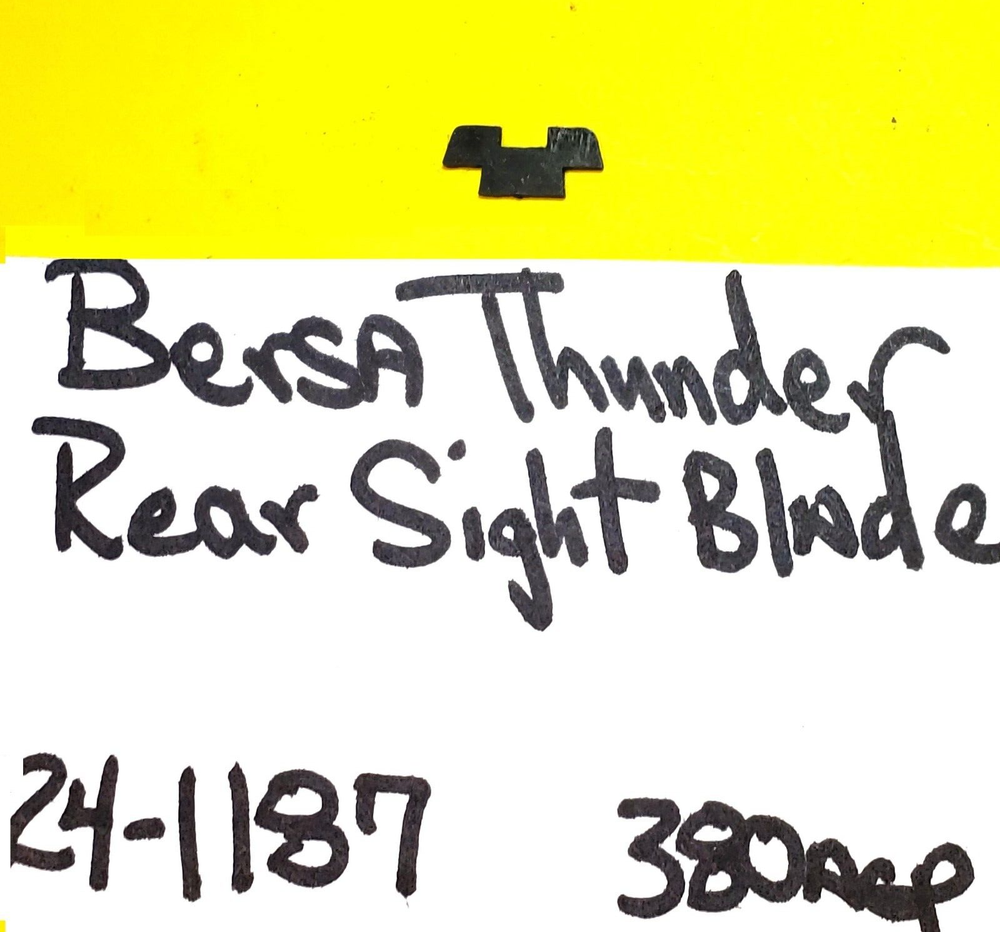 BersA Thunder
Rear Sight Blade
24-1187
380ACP